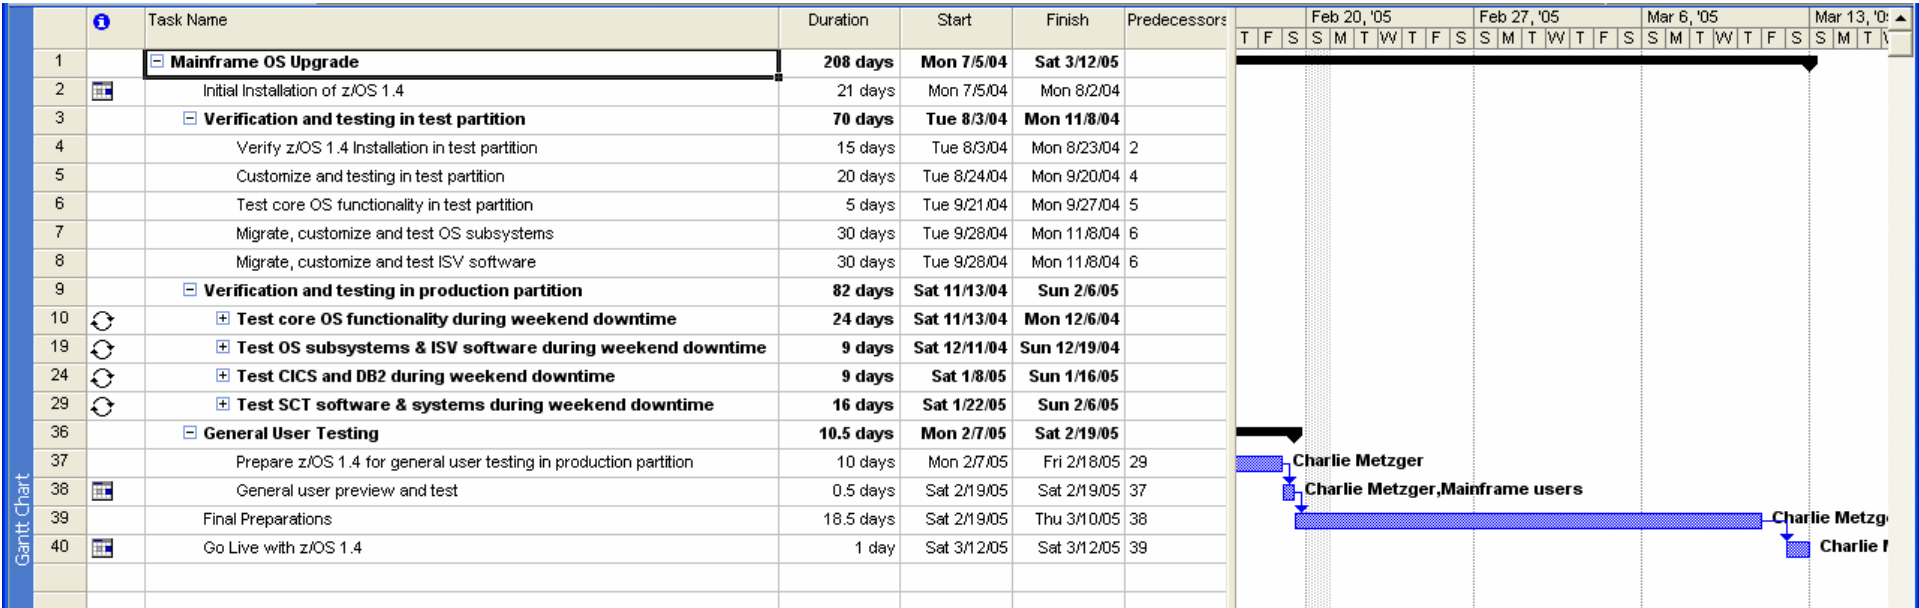 Task Name Duration Start Finish Predecessors Feb 20, '05 Feb 27, '05 Mar 6, '05 Mar 13, '0
T F S S M T W T F S S M T W T F S S M T W T F S S M T
1 Mainframe OS Upgrade 208 days Mon 7/5/04 Sat 3/12/05
2 Initial Installation of z/OS 1.4 21 days Mon 7/5/04 Mon 8/2/04
3 Verification and testing in test partition 70 days Tue 8/3/04 Mon 11/8/04
4 Verify z/OS 1.4 Installation in test partition 15 days Tue 8/3/04 Mon 8/23/04 2
5 Customize and testing in test partition 20 days Tue 8/24/04 Mon 9/20/04 4
6 Test core OS functionality in test partition 5 days Tue 9/21/04 Mon 9/27/04 5
7 Migrate, customize and test OS subsystems 30 days Tue 9/28/04 Mon 11/8/04 6
8 Migrate, customize and test ISV software 30 days Tue 9/28/04 Mon 11/8/04 6
9 Verification and testing in production partition 82 days Sat 11/13/04 Sun 2/6/05
10 Test core OS functionality during weekend downtime 24 days Sat 11/13/04 Mon 12/6/04
19 Test OS subsystems & ISV software during weekend downtime 9 days Sat 12/11/04 Sun 12/19/04
24 Test CICS and DB2 during weekend downtime 9 days Sat 1/8/05 Sun 1/16/05
29 Test SCT software & systems during weekend downtime 16 days Sat 1/22/05 Sun 2/6/05
36 General User Testing 10.5 days Mon 2/7/05 Sat 2/19/05
37 Prepare z/OS 1.4 for general user testing in production partition 10 days Mon 2/7/05 Fri 2/18/05 29 Charlie Metzger
38 General user preview and test 0.5 days Sat 2/19/05 Sat 2/19/05 37 Charlie Metzger,Mainframe users
39 Final Preparations 18.5 days Sat 2/19/05 Thu 3/10/05 38 Charlie Metzg
40 Go Live with z/OS 1.4 1 day Sat 3/12/05 Sat 3/12/05 39 Charlie
Gantt Chart